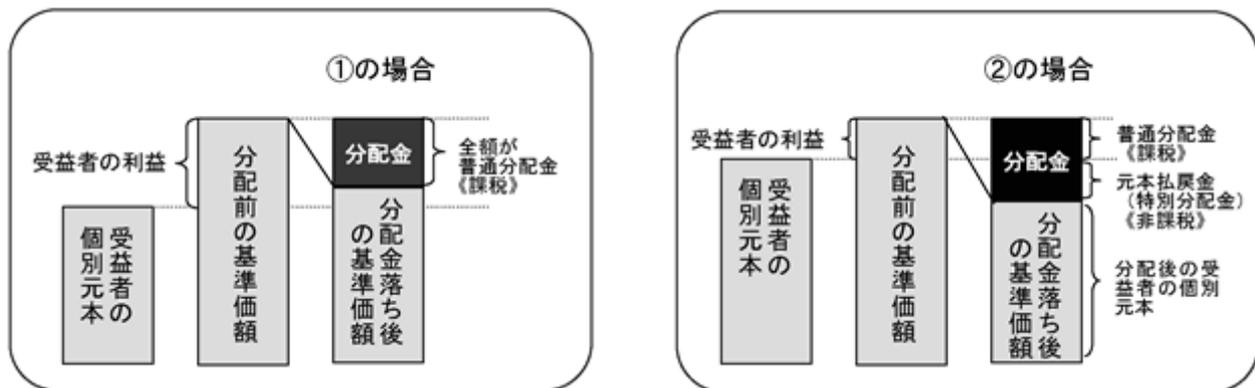 ①の場合
受益者の利益
受益者の
個別元本
分配前の基準価額
分配金
分配金落ち後
の基準価額
全額が
普通分配金
《課税》
②の場合
受益者の利益
受益者の
個別元本
分配前の基準価額
分配金
分配金落ち後
の基準価額
普通分配金
《課税》
元本払戻金
（特別分配金）
《非課税》
分配後の受
益者の個別
元本